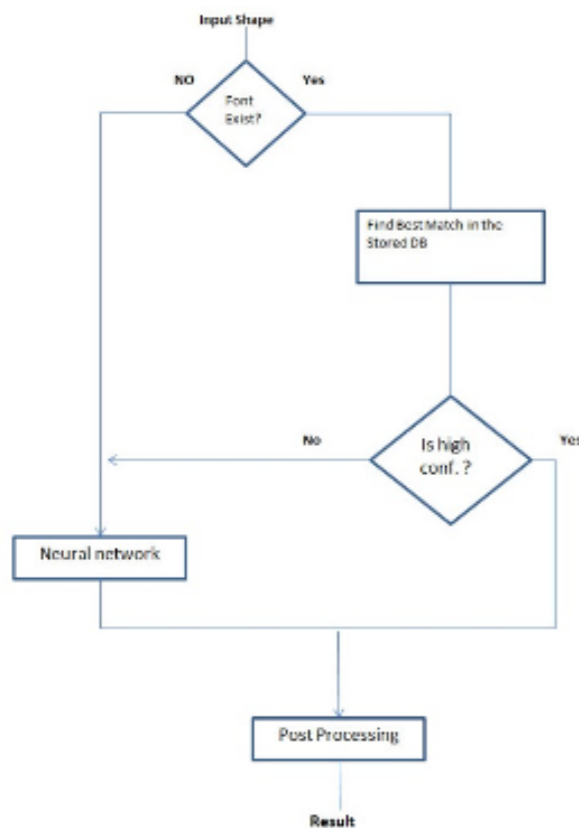 Input Shape
NO
Yes
Font
Exist?
Find Best Match in the
Stored DB
No
Is high
conf. ?
Yes
Neural network
Post Processing
Result